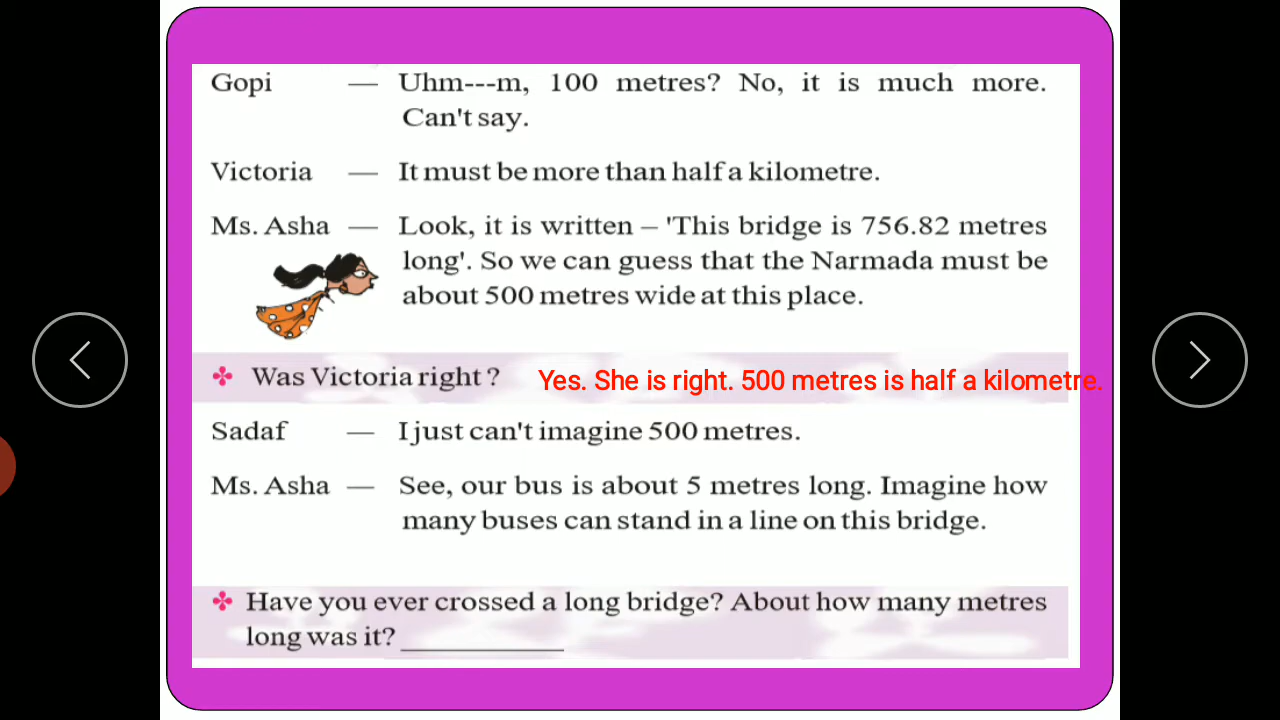 Gopi — Uhm---m, 100 metres? No, it is much more.
Can't say.
Victoria — It must be more than half a kilometre.
Ms. Asha — Look, it is written – 'This bridge is 756.82 metres
long'. So we can guess that the Narmada must be
about 500 metres wide at this place.
Was Victoria right ? Yes. She is right. 500 metres is half a kilometre.
Sadaf — I just can't imagine 500 metres.
Ms. Asha — See, our bus is about 5 metres long. Imagine how
many buses can stand in a line on this bridge.
Have you ever crossed a long bridge? About how many metres
long was it? ____________